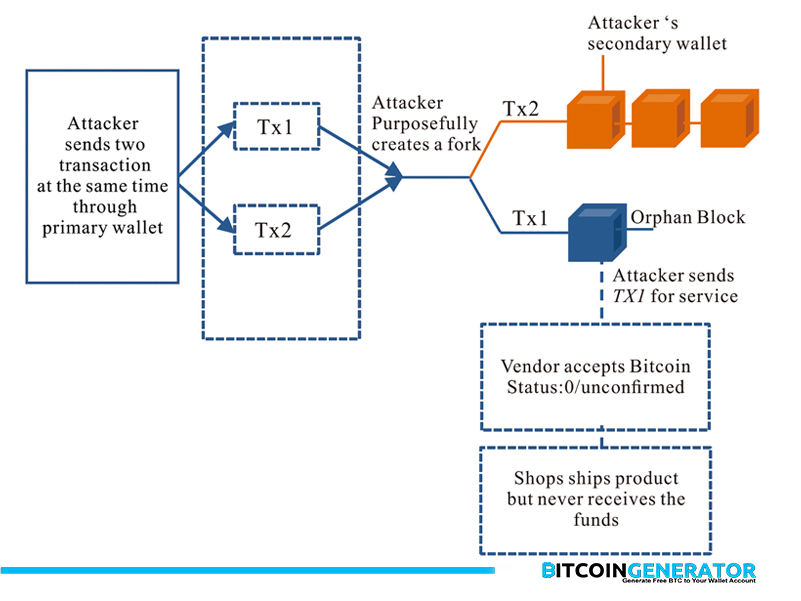 Attacker
sends two
transaction
at the same time
through
primary wallet
Tx1
Tx2
Attacker
Purposefully
creates a fork
Tx2
Attacker ‘s
secondary wallet
Tx1
Orphan Block
Attacker sends
TX1 for service
Vendor accepts Bitcoin
Status:0/unconfirmed
Shops ships product
but never receives the
funds
BITCOINGENERATOR
Generate Free BTC to Your Wallet Account